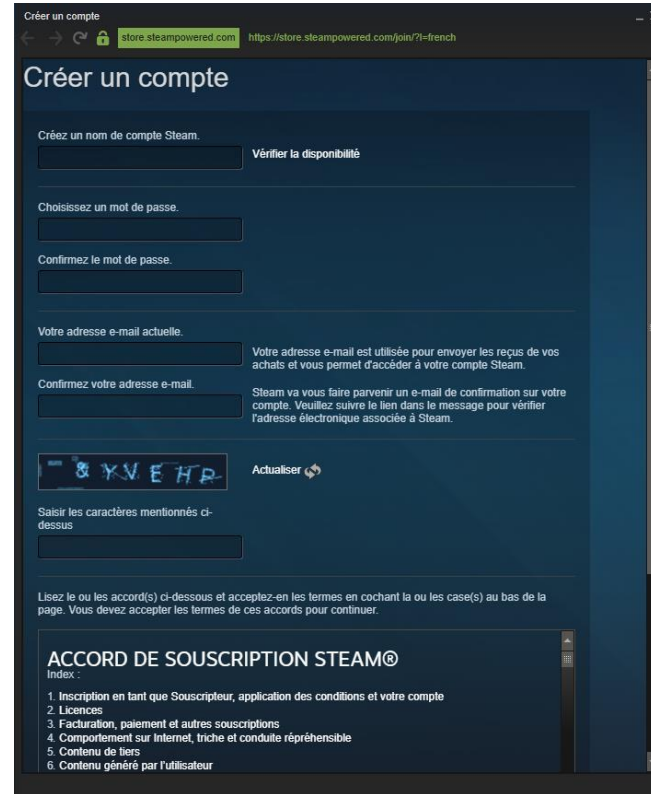 Créer un compte
store.steampowered.com https://store.steampowered.com/join/?l=french
Créer un compte
Créez un nom de compte Steam.
Vérifier la disponibilité
Choisissez un mot de passe.
Confirmez le mot de passe.
Votre adresse e-mail actuelle.
Votre adresse e-mail est utilisée pour envoyer les reçus de vos
achats et vous permet d'accéder à votre compte Steam.
Confirmez votre adresse e-mail.
Steam va vous faire parvenir un e-mail de confirmation sur votre
compte. Veuillez suivre le lien dans le message pour vérifier
l'adresse électronique associée à Steam.
Actualiser
Saisir les caractères mentionnés ci-
dessus
Lisez le ou les accord(s) ci-dessous et acceptez-en les termes en cochant la ou les case(s) au bas de la
page. Vous devez accepter les termes de ces accords pour continuer.
ACCORD DE SOUSCRIPTION STEAM®
Index :
1. Inscription en tant que Souscripteur, application des conditions et votre compte
2. Licences
3. Facturation, paiement et autres souscriptions
4. Comportement sur Internet, triche et conduite répréhensible
5. Contenu de tiers
6. Contenu généré par l'utilisateur